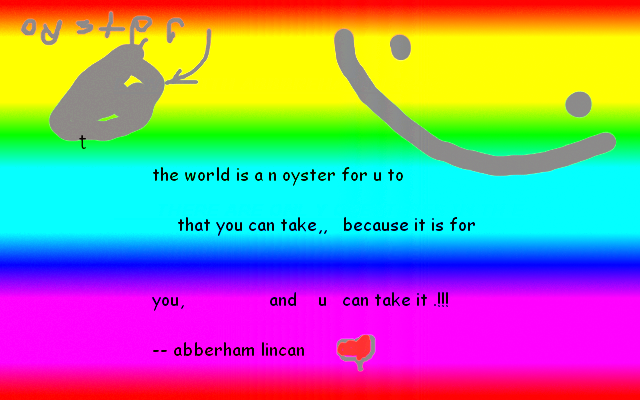 t
the world is a n oyster for u to
that you can take,, because it is for
you, and u can take it .!!!
-- abberham lincan